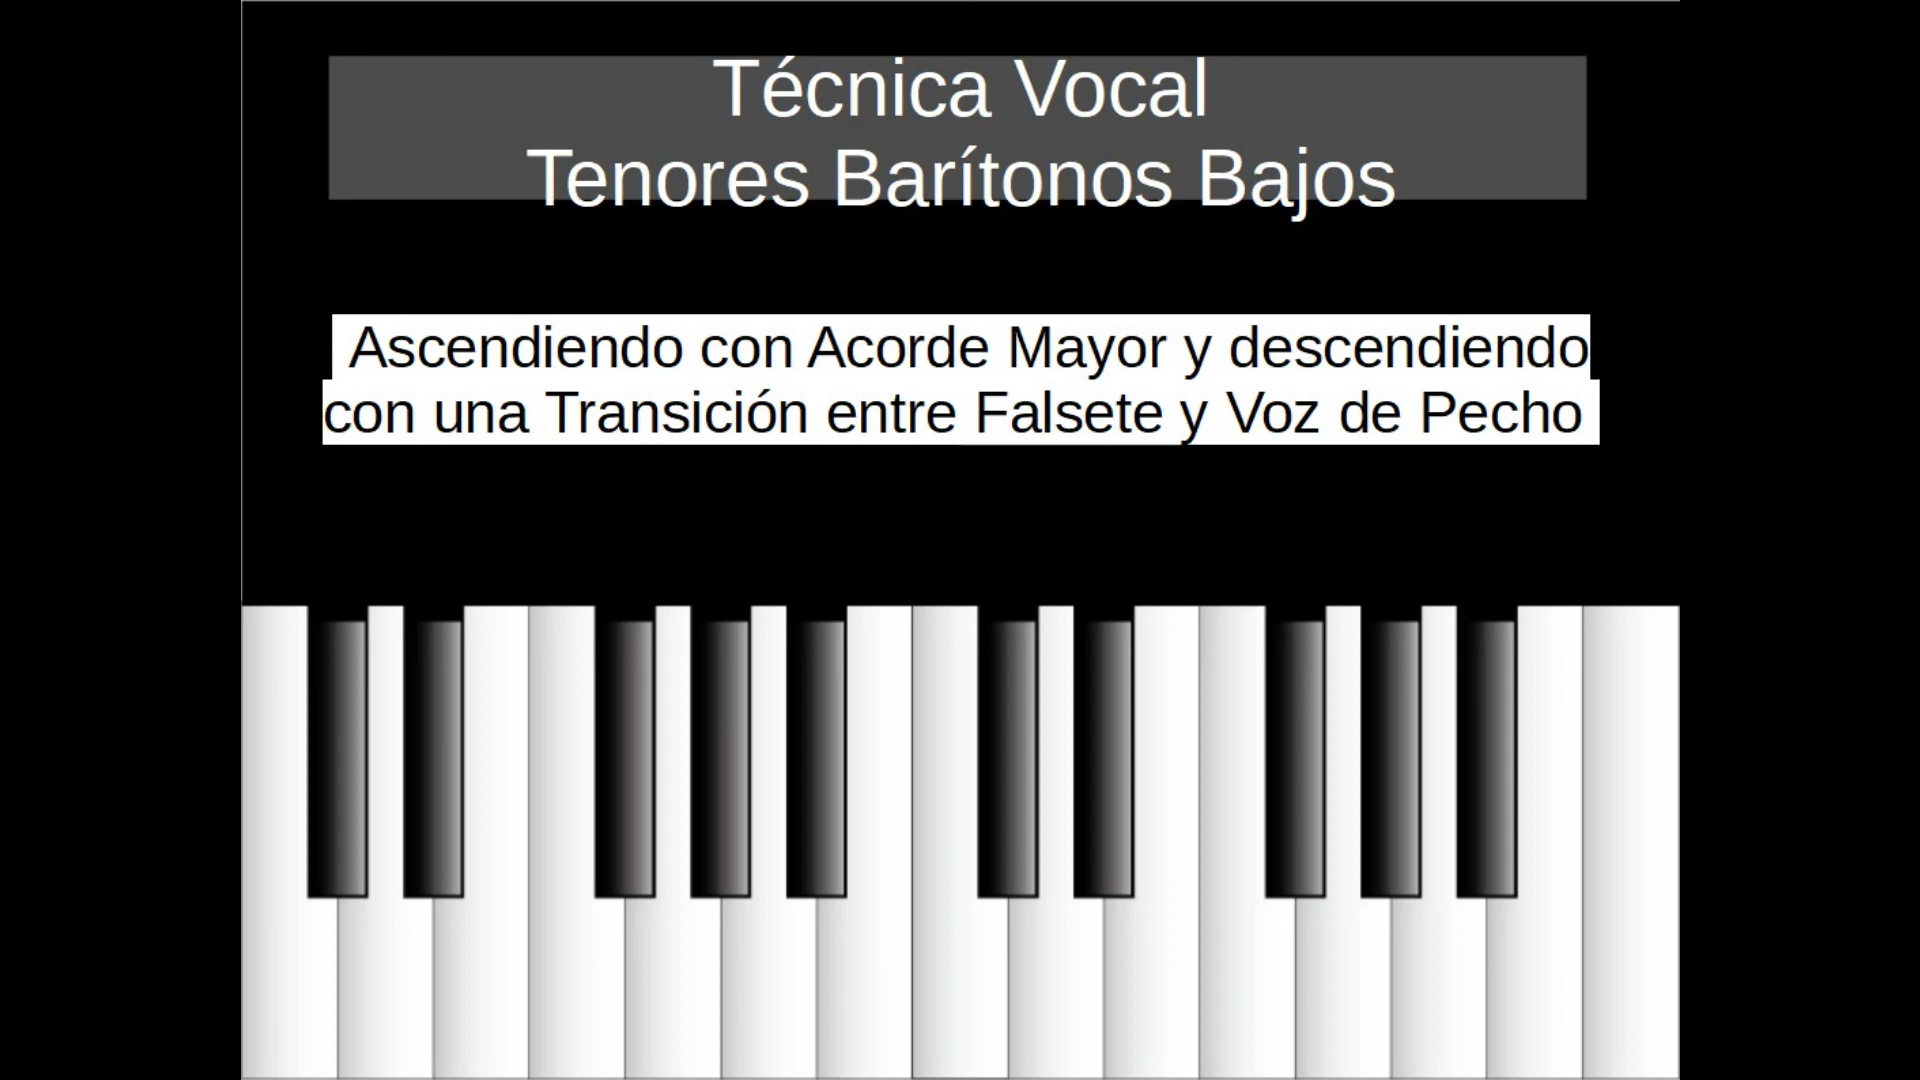 Técnica Vocal
Tenores Barítonos Bajos
Ascendiendo con Acorde Mayor y descendiendo
con una Transición entre Falsete y Voz de Pecho